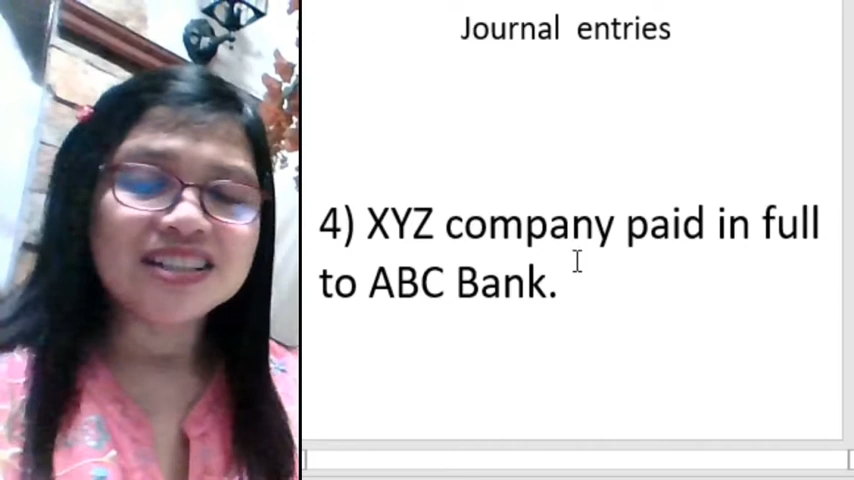 Journal entries
4) XYZ company paid in full
to ABC Bank.